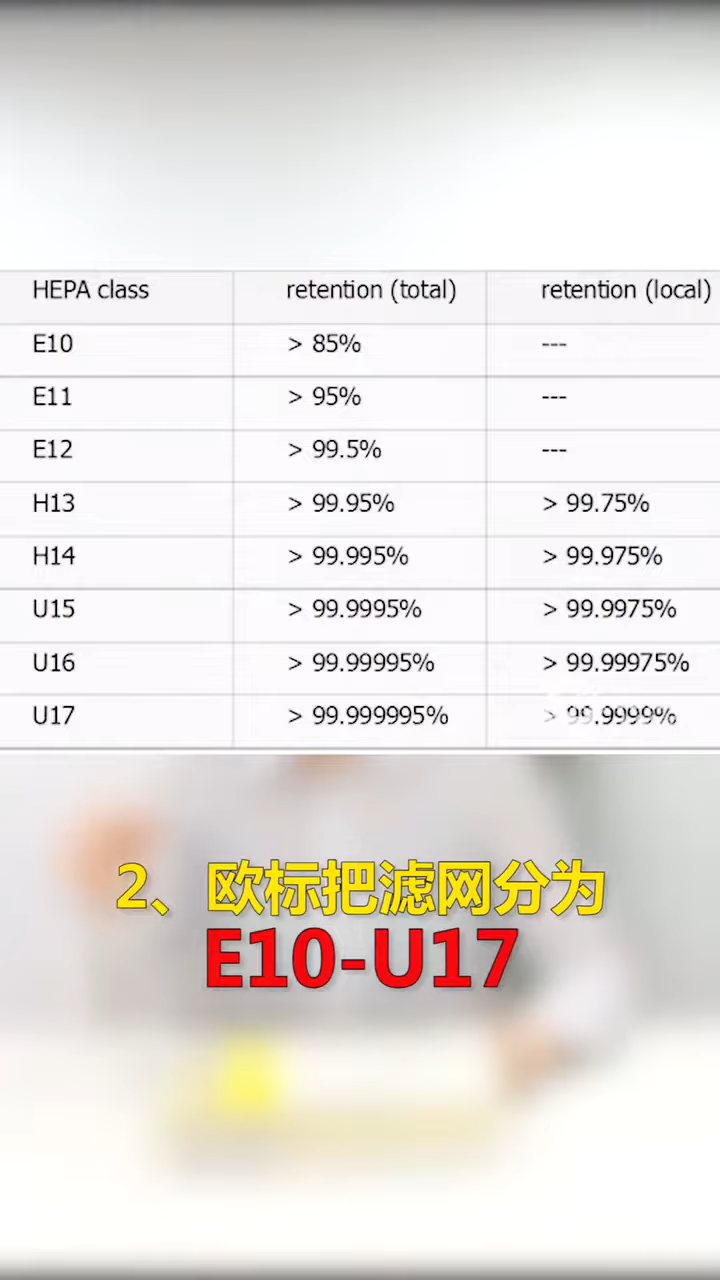 HEPA class retention (total) retention (local)
E10 > 85% ---
E11 > 95% ---
E12 > 99.5% ---
H13 > 99.95% > 99.75%
H14 > 99.995% > 99.975%
U15 > 99.9995% > 99.9975%
U16 > 99.99995% > 99.99975%
U17 > 99.999995% > 99.9999%
2、欧标把滤网分为
E10-U17